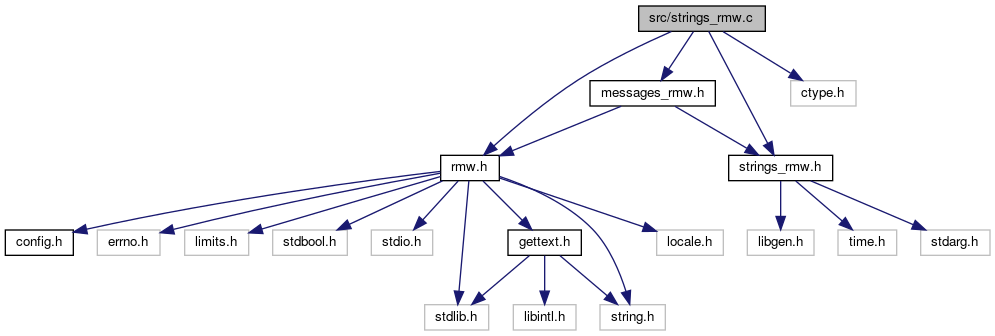 src/strings_rmw.c
messages_rmw.h
ctype.h
rmw.h
strings_rmw.h
config.h
errno.h
limits.h
stdbool.h
stdio.h
gettext.h
locale.h
libgen.h
time.h
stdarg.h
stdlib.h
libintl.h
string.h